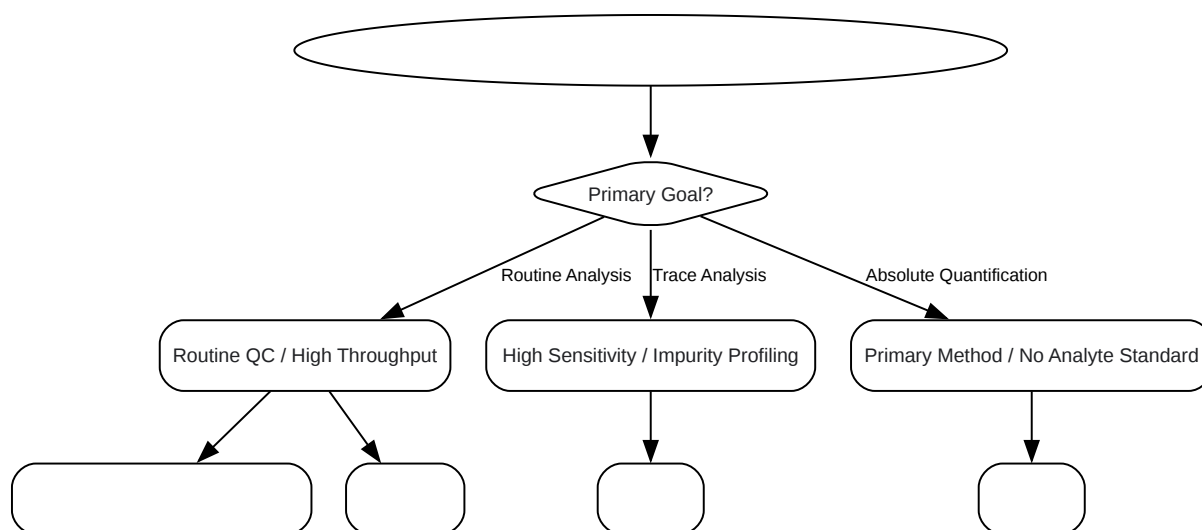 Primary Goal?
Routine Analysis
Trace Analysis
Absolute Quantification
Routine QC / High Throughput
High Sensitivity / Impurity Profiling
Primary Method / No Analyte Standard